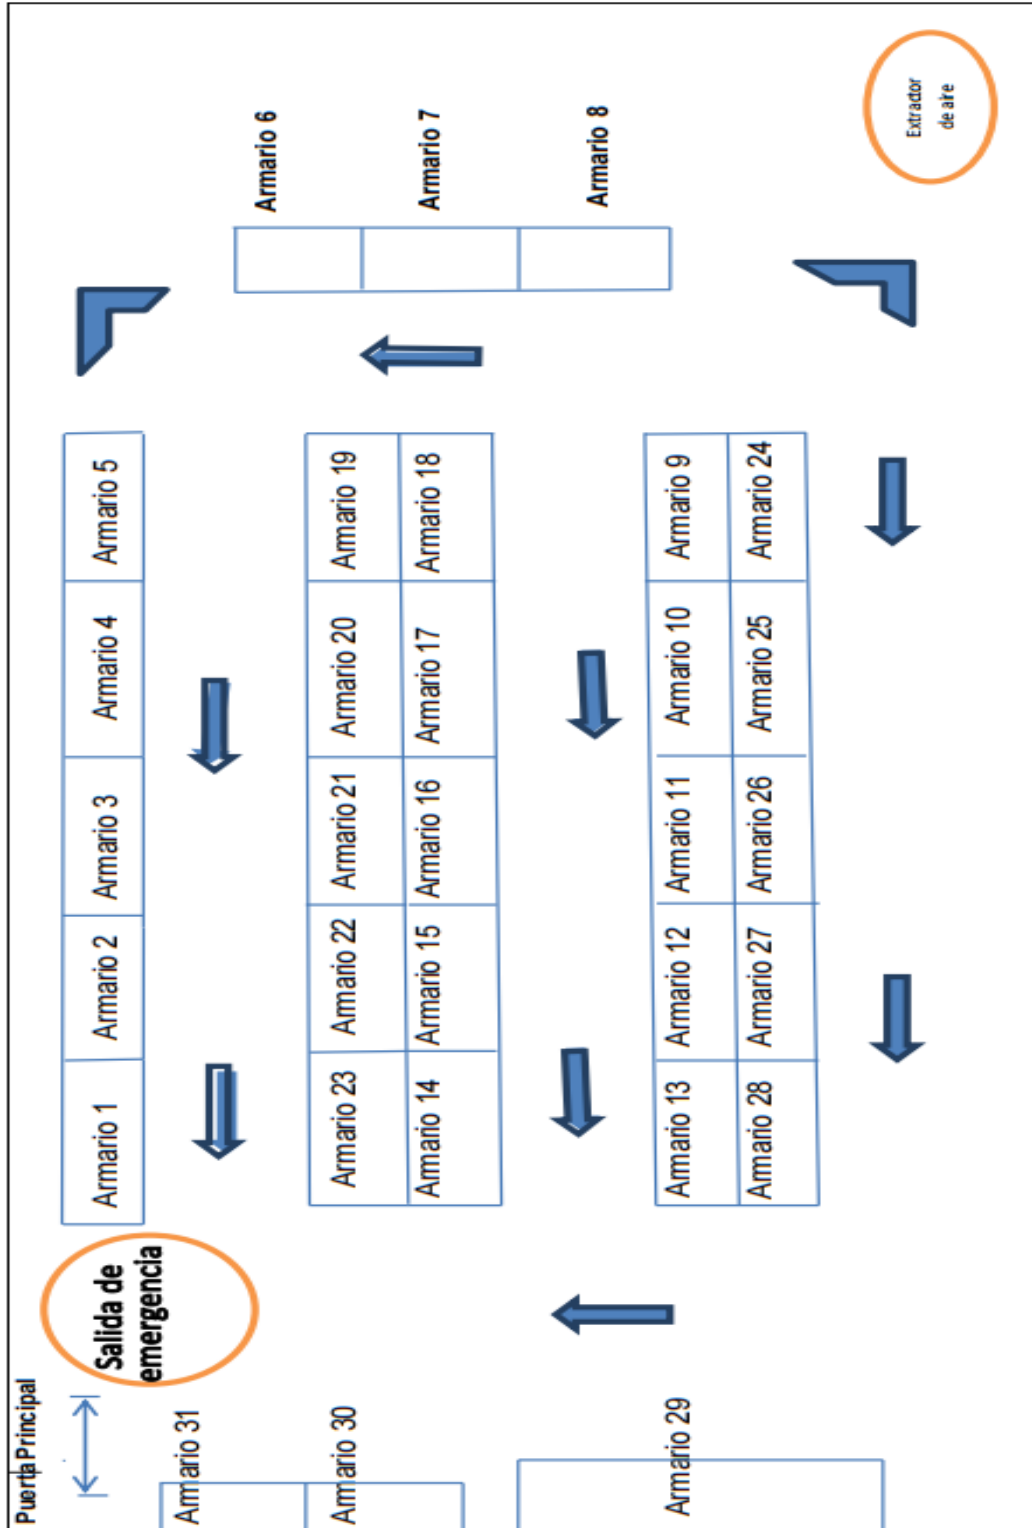 Puerta Principal
Salida de
emergencia
Armario 1
Armario 2
Armario 3
Armario 4
Armario 5
Armario 6
Armario 7
Armario 8
Extractor
de aire
Armario 23
Armario 22
Armario 21
Armario 20
Armario 19
Armario 14
Armario 15
Armario 16
Armario 17
Armario 18
Armario 13
Armario 12
Armario 11
Armario 10
Armario 9
Armario 28
Armario 27
Armario 26
Armario 25
Armario 24
Armario 31
Armario 30
Armario 29